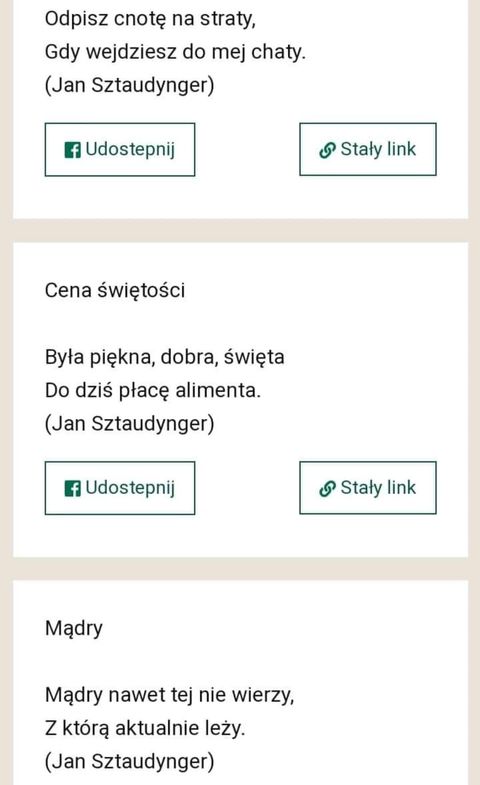 Odpisz cnotę na straty,
Gdy wejdziesz do mej chaty.
(Jan Sztaudynger)
Udostepnij
Stały link
Cena świętości
Była piękna, dobra, święta
Do dziś płacę alimenta.
(Jan Sztaudynger)
Udostepnij
Stały link
Mądry
Mądry nawet tej nie wierzy,
Z którą aktualnie leży.
(Jan Sztaudynger)